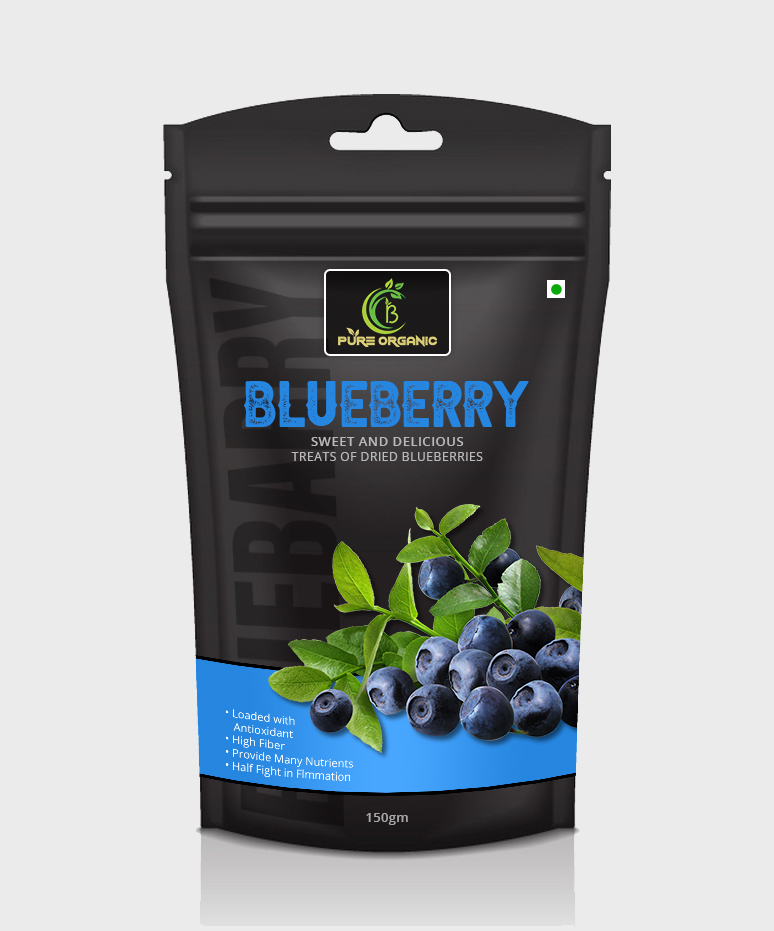 B
PURE ORGANIC
BLUEBERRY
SWEET AND DELICIOUS
TREATS OF DRIED BLUEBERRIES
BLUEBARRY
• Loaded with
Antioxidant
• High Fiber
• Provide Many Nutrients
• Half Fight in Flmmation
150gm